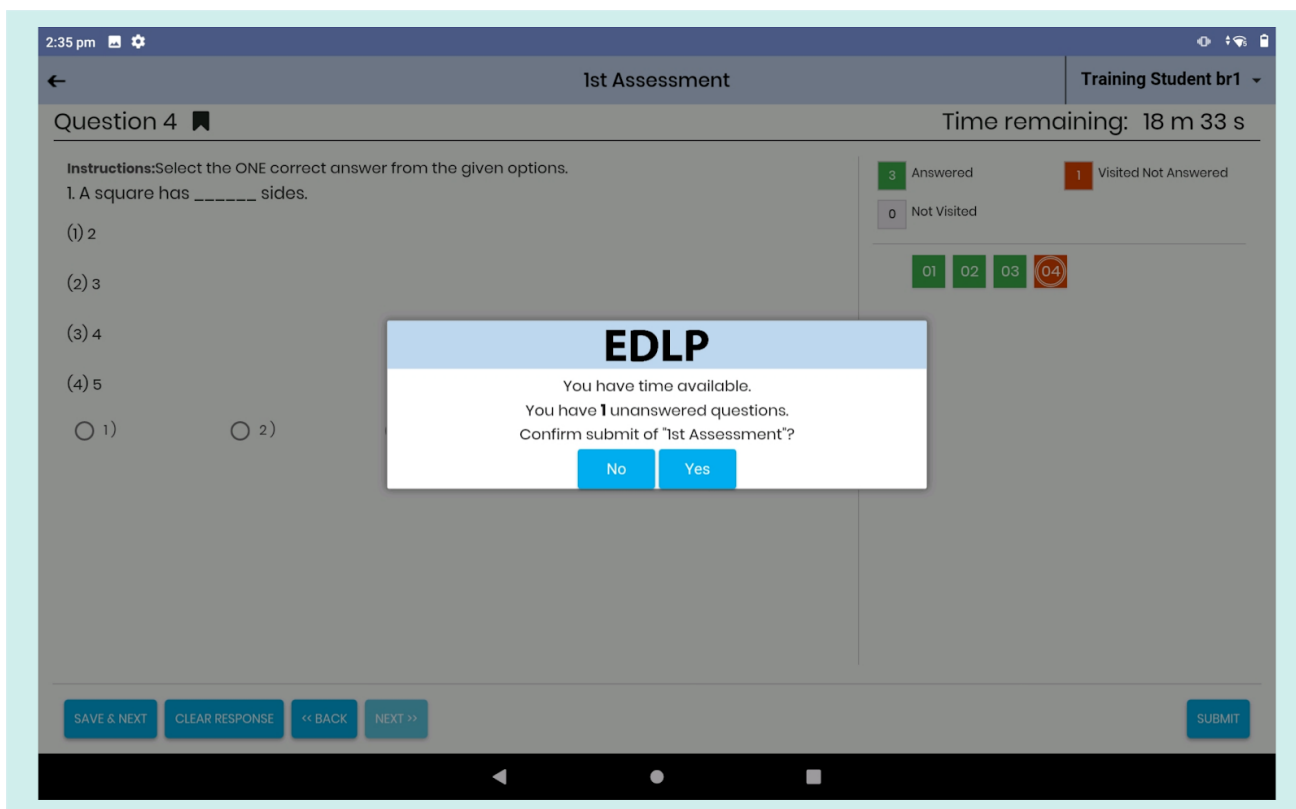 2:35 pm
1st Assessment
Training Student br1
Question 4
Time remaining: 18 m 33 s
Instructions:Select the ONE correct answer from the given options.
1. A square has ______ sides.
(1) 2
(2) 3
(3) 4
(4) 5
1)
2)
3 Answered
1 Visited Not Answered
0 Not Visited
01 02 03 04
EDLP
You have time available.
You have 1 unanswered questions.
Confirm submit of "1st Assessment"?
No Yes
SAVE & NEXT CLEAR RESPONSE << BACK NEXT >> SUBMIT